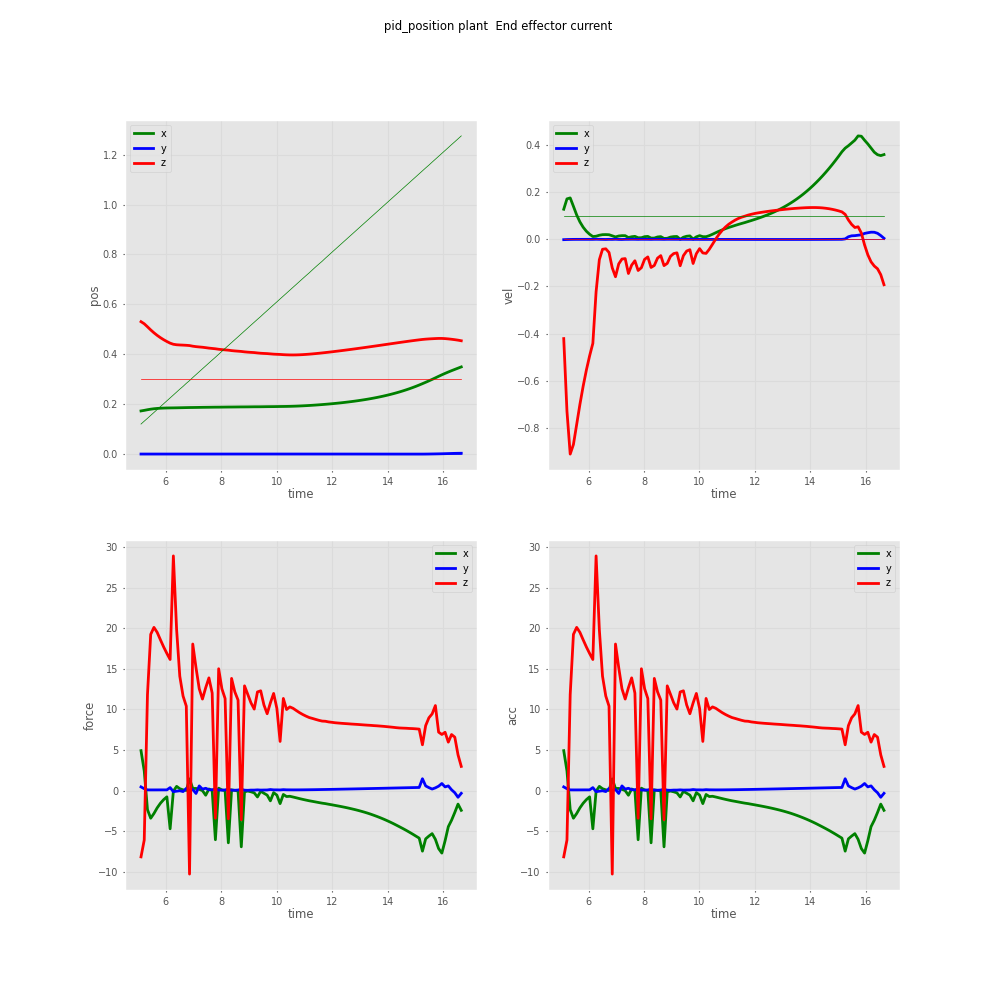 pid_position plant  End effector current
x
y
z
pos
1.2
1.0
0.8
0.6
0.4
0.2
0.0
6 8 10 12 14 16
time
x
y
z
vel
0.4
0.2
0.0
−0.2
−0.4
−0.6
−0.8
6 8 10 12 14 16
time
x
y
z
force
30
25
20
15
10
5
0
−5
−10
6 8 10 12 14 16
time
x
y
z
acc
30
25
20
15
10
5
0
−5
−10
6 8 10 12 14 16
time